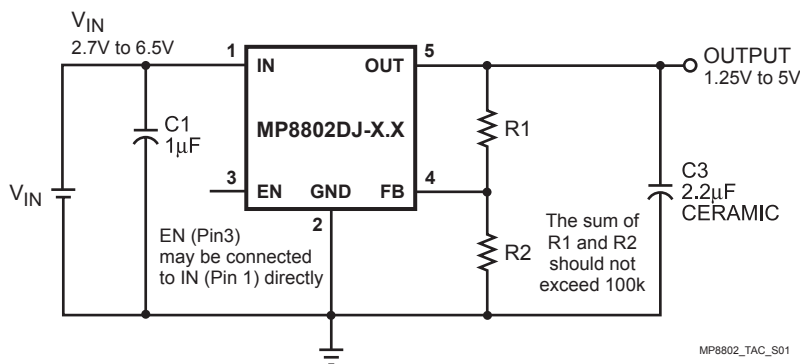 V_IN
2.7V to 6.5V
1
IN
OUT
5
OUTPUT
1.25V to 5V
C1
1μF
MP8802DJ-X.X
R1
V_IN
3
EN
GND
FB
4
2
C3
2.2μF
CERAMIC
EN (Pin3)
may be connected
to IN (Pin 1) directly
R2
The sum of
R1 and R2
should not
exceed 100k
MP8802_TAC_S01